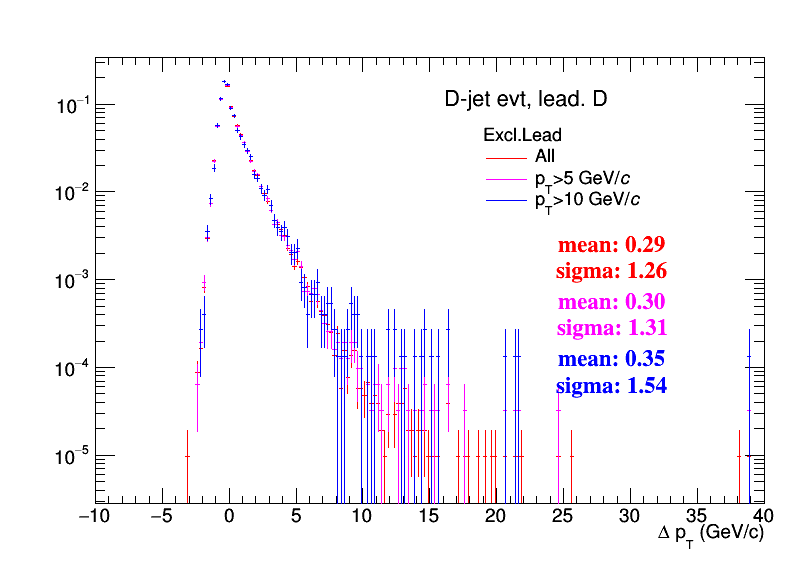 D-jet evt, lead. D
Excl.Lead
All
p_T>5 GeV/c
p_T>10 GeV/c
mean: 0.29
sigma: 1.26
mean: 0.30
sigma: 1.31
mean: 0.35
sigma: 1.54
10^−1
10^−2
10^−3
10^−4
10^−5
−10 −5 0 5 10 15 20 25 30 35 40
Δ p_T (GeV/c)